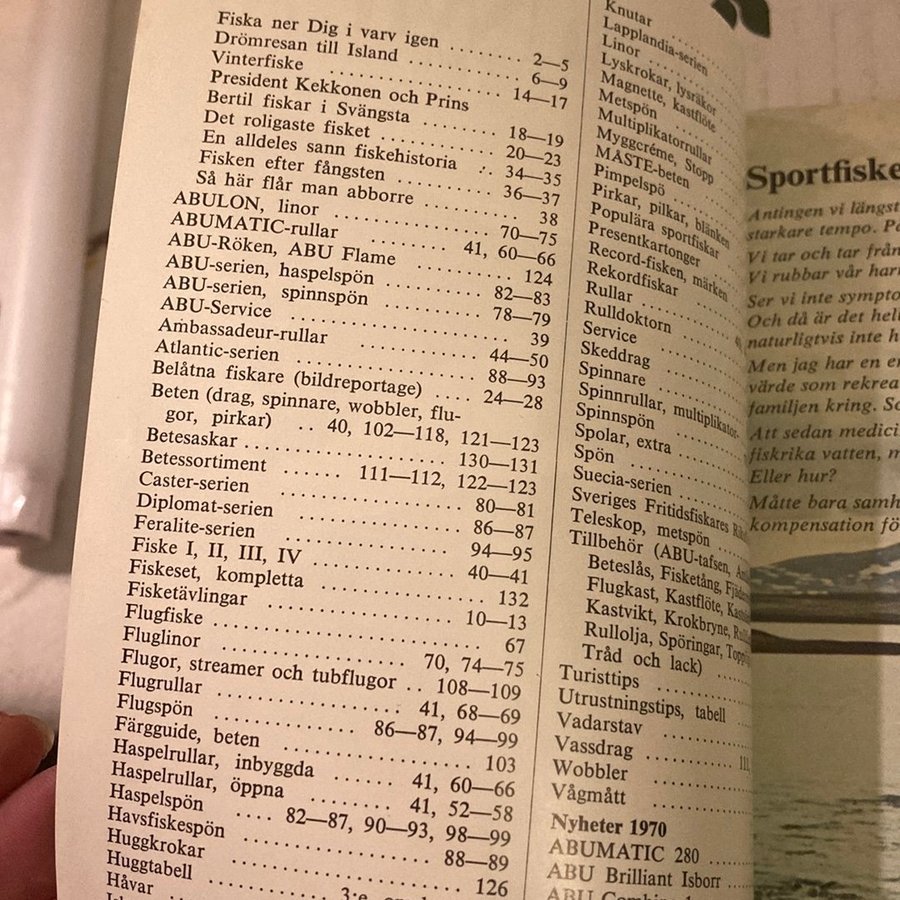 Fiska ner Dig i varv igen ....... 2—5
Drömresan till Island ........... 6—9
Vinterfiske .................. 14—17
President Kekkonen och Prins
Bertil fiskar i Svängsta ........ 18—19
Det roligaste fisket ............ 20—23
En alldeles sann fiskehistoria .. 34—35
Fisken efter fångsten .......... 36—37
Så här flår man abborre .......... 38
ABULON, linor ................ 70—75
ABUMATIC-rullar ........ 41, 60—66
ABU-Röken, ABU Flame .......... 124
ABU-serien, haspelspön ........ 82—83
ABU-serien, spinnspön ........ 78—79
ABU-Service .................... 39
Ambassadeur-rullar ............ 44—50
Atlantic-serien ................ 88—93
Belåtna fiskare (bildreportage) .... 24—28
Beten (drag, spinnare, wobbler, flu-
gor, pirkar) .. 40, 102—118, 121—123
Betesaskar .................. 130—131
Betessortiment ...... 111—112, 122—123
Caster-serien ................ 80—81
Diplomat-serien .............. 86—87
Feralite-serien ................ 94—95
Fiske I, II, III, IV ............ 40—41
Fiskeset, kompletta .............. 132
Fisketävlingar ................ 10—13
Flugfiske ...................... 67
Fluglinor ................ 70, 74—75
Flugor, streamer och tubflugor .. 108—109
Flugrullar ................ 41, 68—69
Flugspön ............ 86—87, 94—99
Färgguide, beten ................ 103
Haspelrullar, inbyggda ...... 41, 60—66
Haspelrullar, öppna ........ 41, 52—58
Haspelspön .... 82—87, 90—93, 98—99
Havsfiskespön ................ 88—89
Huggkrokar .................... 126
Huggtabell ............ 3:e
Håvar
Knutar
Lapplandia-serien
Linor
Lyskrokar, lysräkor
Magnette, kastflöte
Metspön
Multiplikatorrullar
Myggcréme, Stopp
MÅSTE-beten
Pimpelspö
Pirkar, pilkar, blänken
Populära sportfiskar
Presentkartonger
Record-fisken, märken
Rekordfiskar
Rullar
Rulldoktorn
Service
Skeddrag
Spinnare
Spinnrullar, multiplikator-
Spinnspön
Spolar, extra
Spön
Suecia-serien
Sveriges Fritidsfiskares
Teleskop, metspön
Tillbehör (ABU-tafsen,
Beteslås, Fisketång,
Flugkast, Kastflöte,
Kastvikt, Krokbryne,
Rullolja, Spöringar,
Tråd och lack)
Turisttips
Utrustningstips, tabell
Vadarstav
Vassdrag
Wobbler
Vågmått
Nyheter 1970
ABUMATIC 280
ABU Brilliant Isborr
Sportfiske
Antingen vi längst
starkare tempo.
Vi tar och tar från
Vi rubbar vår
Ser vi inte
Och då är det
naturligtvis inte
Men jag har en
värde som
familjen kring.
Att sedan
fiskrika vatten,
Eller hur?
Måtte bara
kompensation